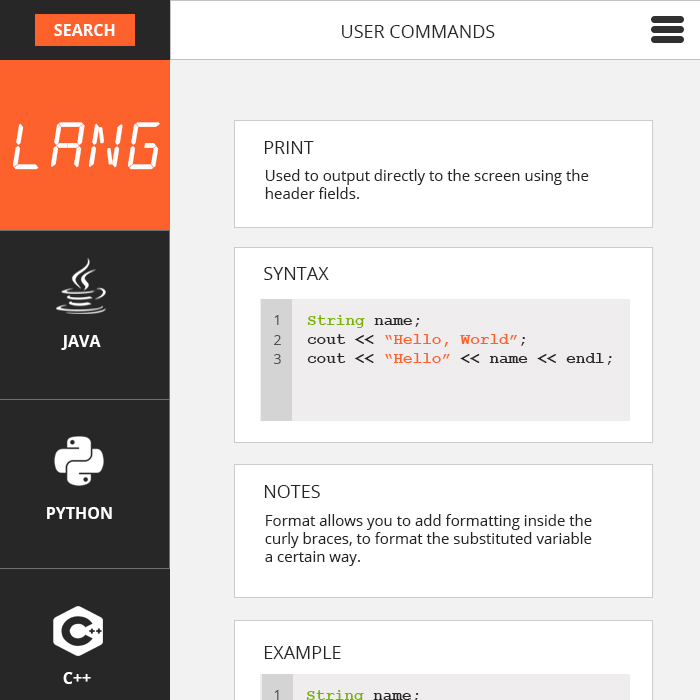 SEARCH
USER COMMANDS
LANG
JAVA
PYTHON
C++
PRINT
Used to output directly to the screen using the
header fields.
SYNTAX
1 String name;
2 cout << “Hello, World”;
3 cout << “Hello” << name << endl;
NOTES
Format allows you to add formatting inside the
curly braces, to format the substituted variable
a certain way.
EXAMPLE
1 String name;